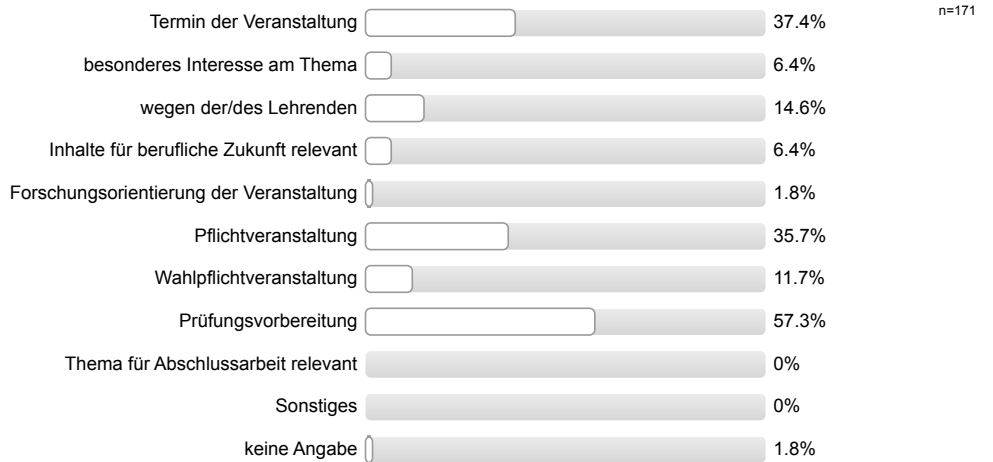 n=171
Termin der Veranstaltung 37.4%
besonderes Interesse am Thema 6.4%
wegen der/des Lehrenden 14.6%
Inhalte für berufliche Zukunft relevant 6.4%
Forschungsorientierung der Veranstaltung 1.8%
Pflichtveranstaltung 35.7%
Wahlpflichtveranstaltung 11.7%
Prüfungsvorbereitung 57.3%
Thema für Abschlussarbeit relevant 0%
Sonstiges 0%
keine Angabe 1.8%